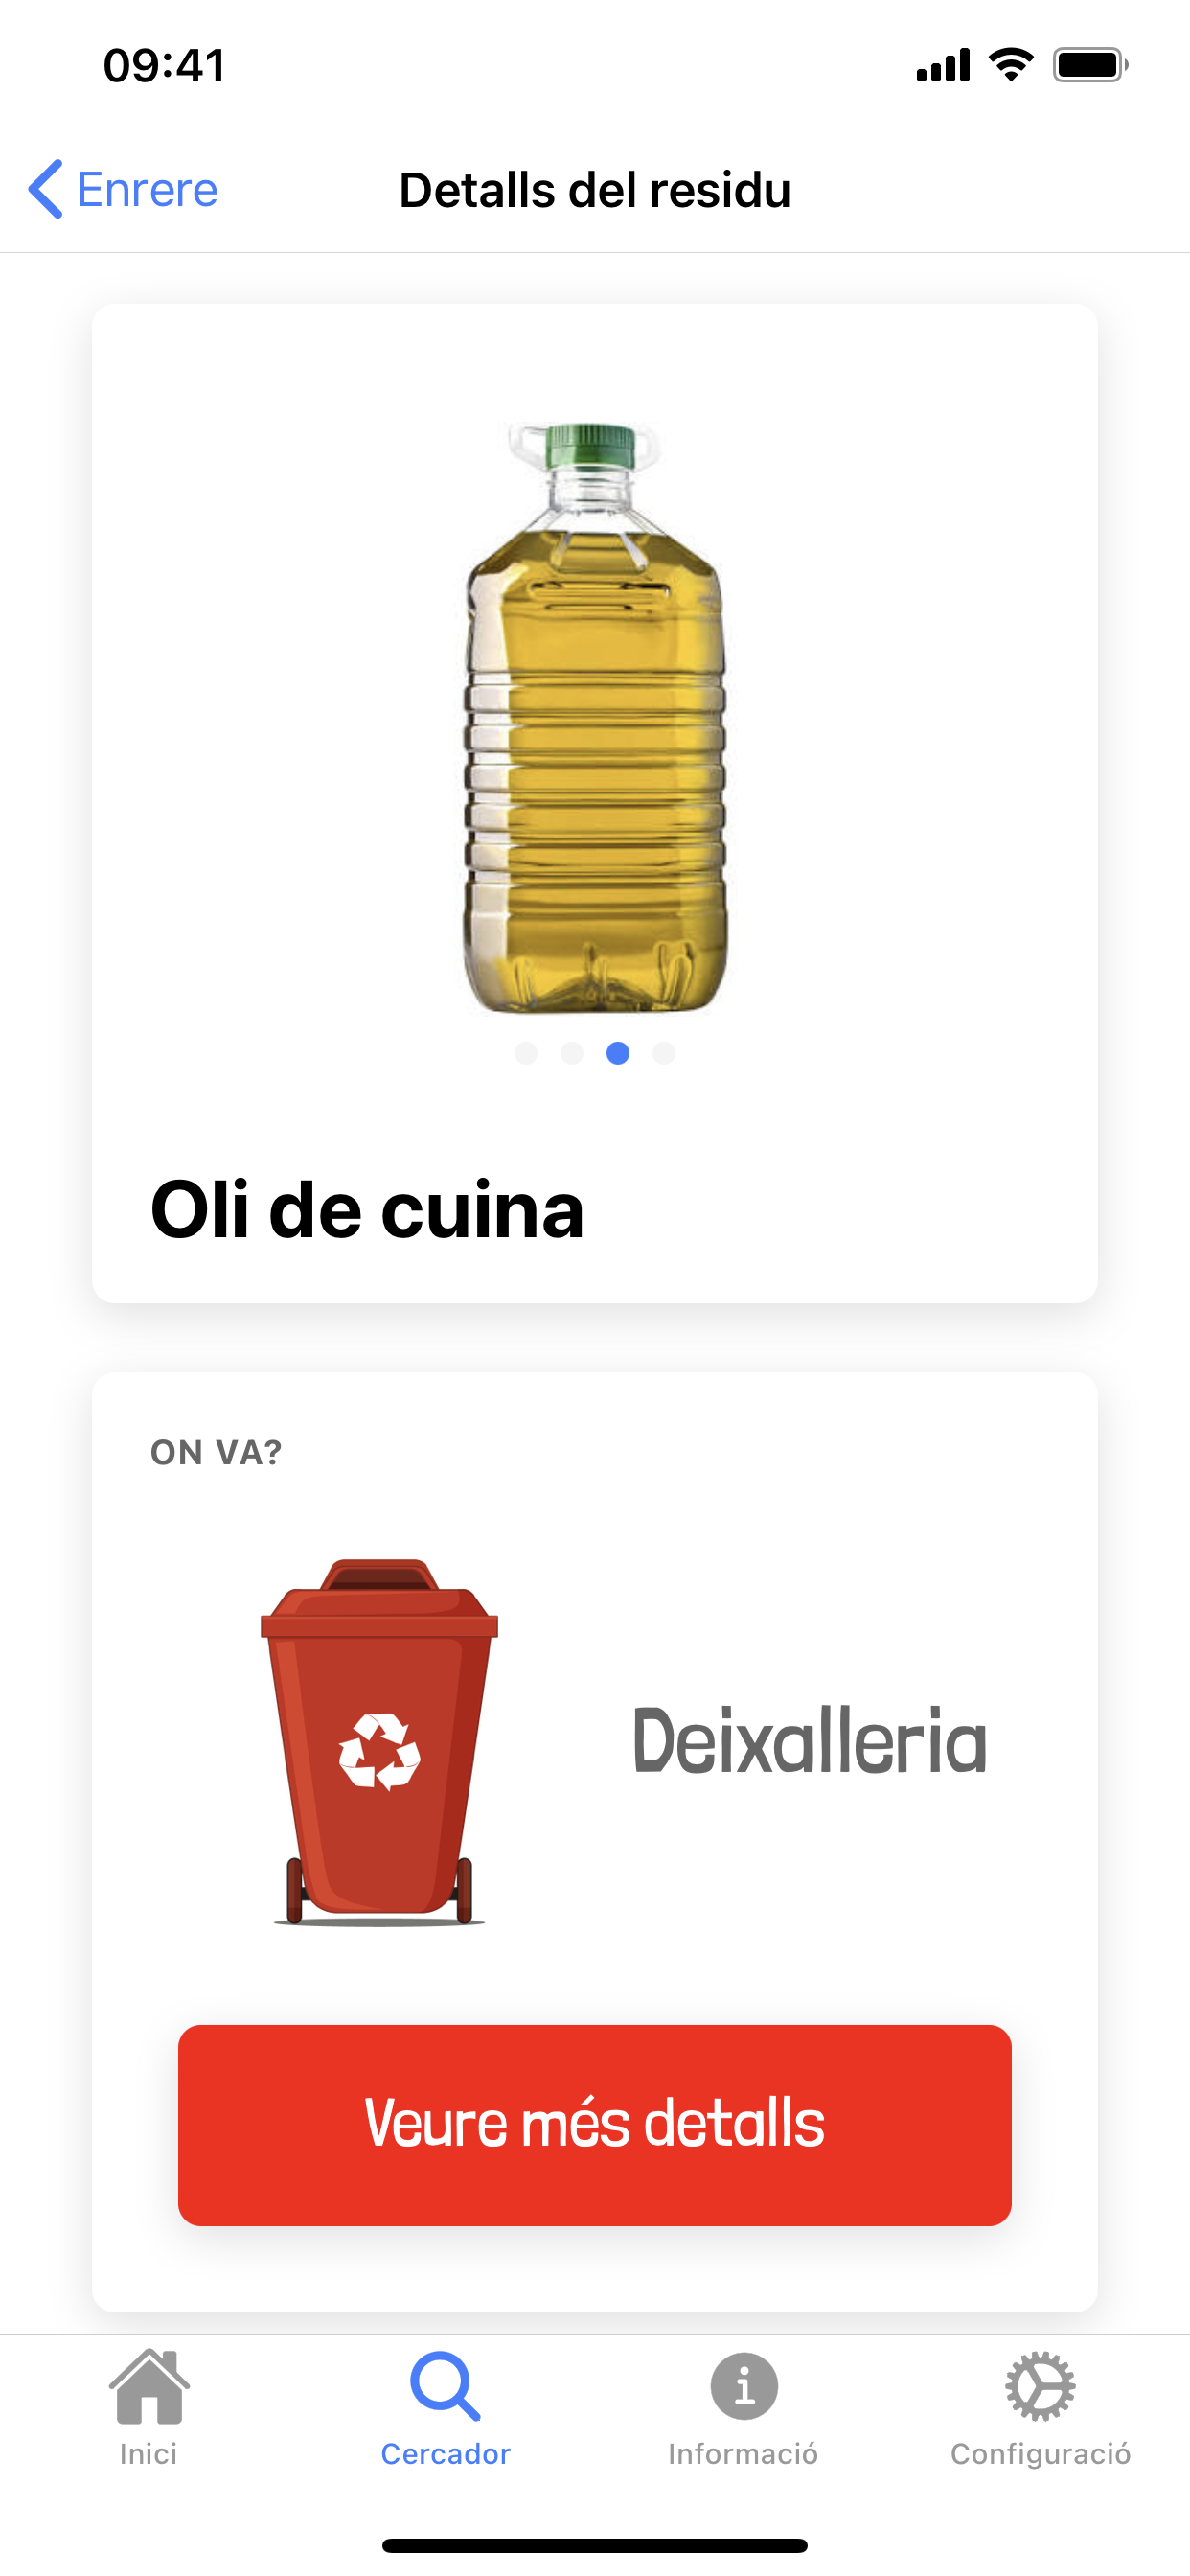 09:41
Enrere
Detalls del residu
Oli de cuina
ON VA?
Deixalleria
Veure més detalls
Inici
Cercador
Informació
Configuració